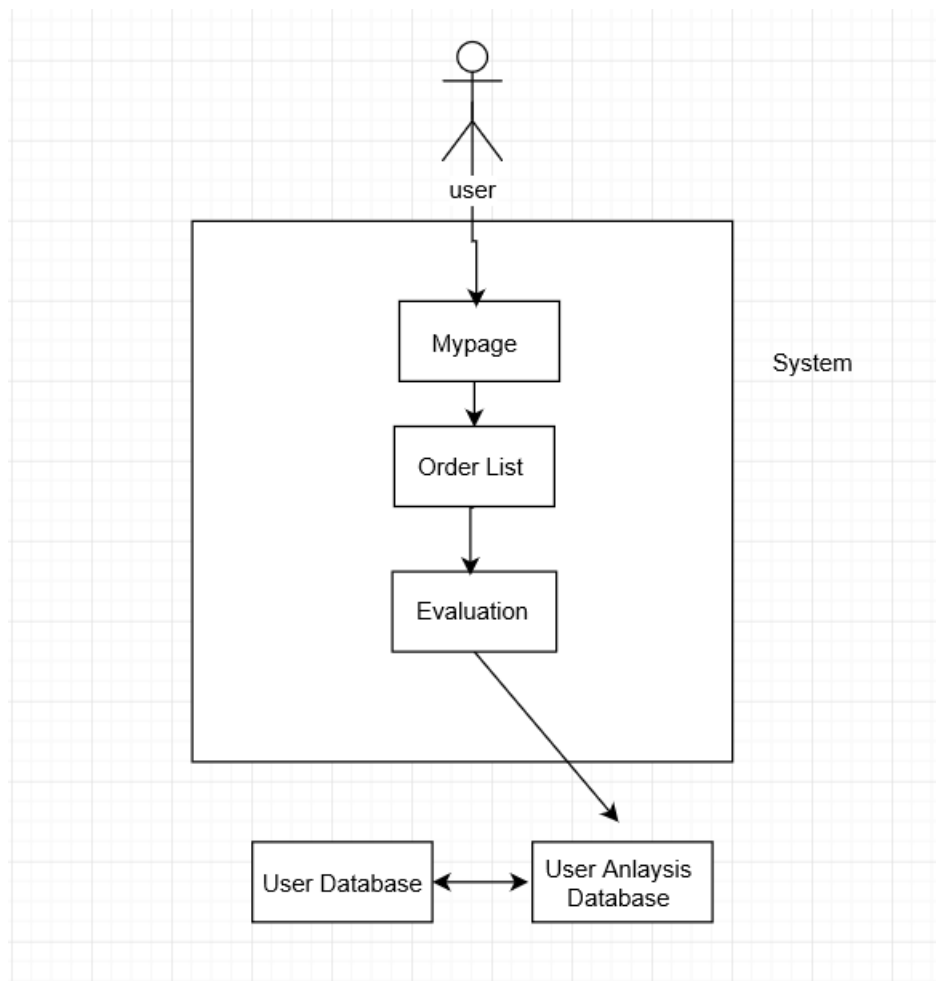 user
Mypage
System
Order List
Evaluation
User Database
User Anlaysis
Database